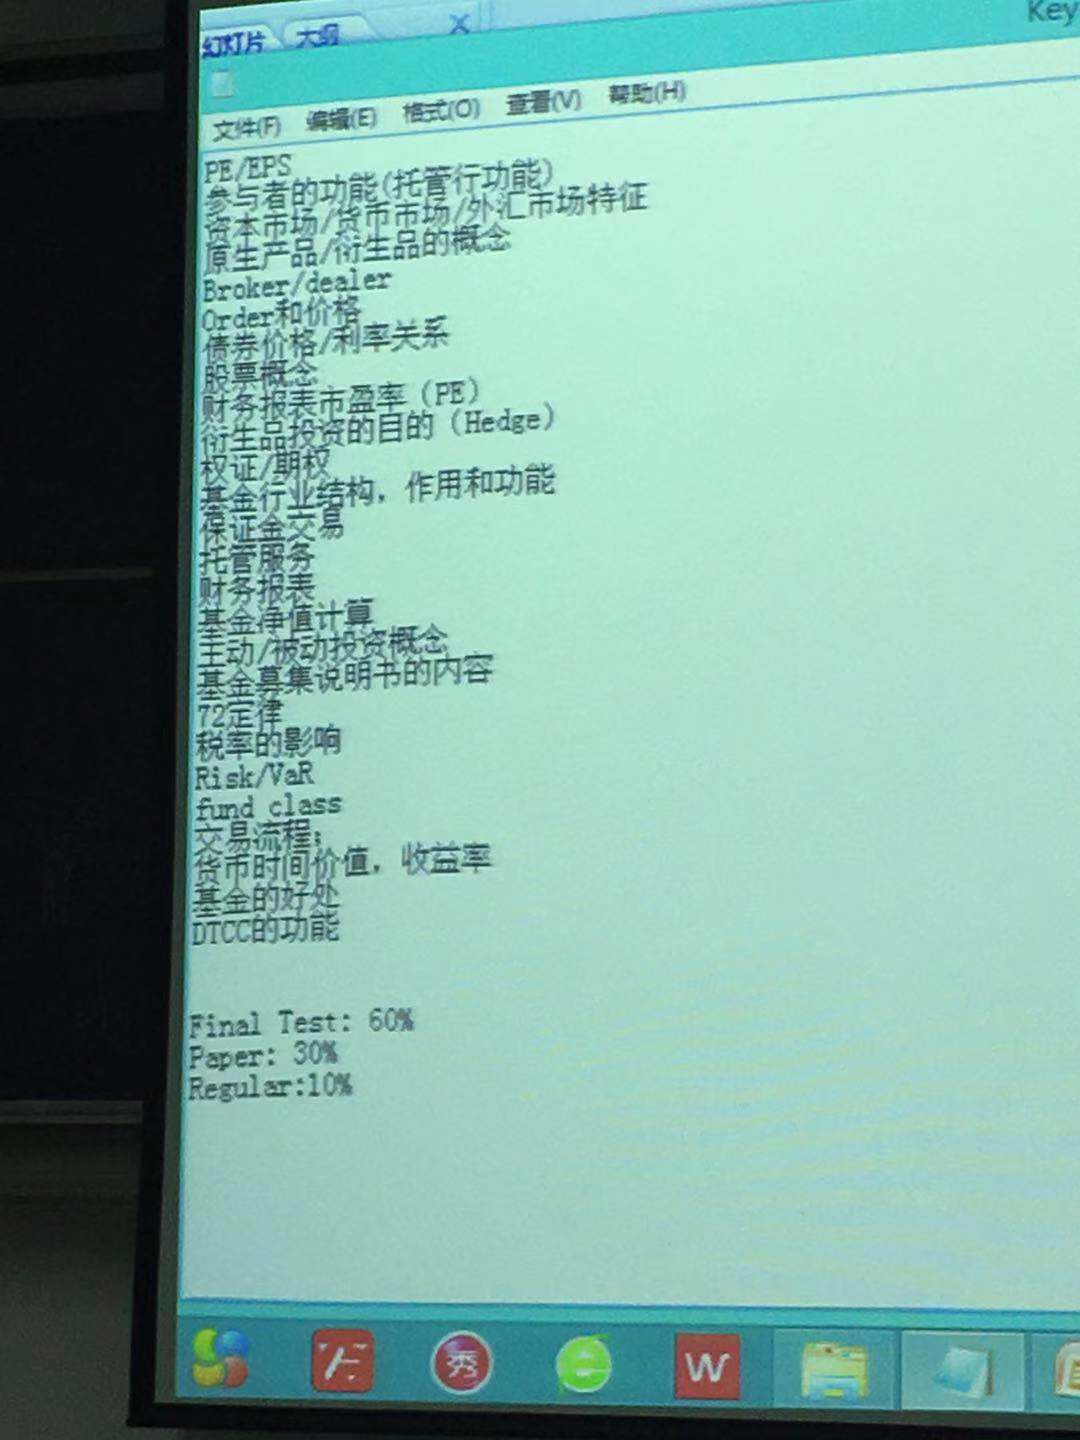 Key
幻灯片 大纲 X
文件(F) 编辑(E) 格式(O) 查看(V) 帮助(H)
PE/EPS
参与者的功能(托管行功能)
资本市场/货币市场/外汇市场特征
原生产品/衍生品的概念
Broker/dealer
Order和价格
债券价格/利率关系
股票概念
财务报表市盈率（PE）
衍生品投资的目的（Hedge）
权证/期权
基金行业结构，作用和功能
保证金交易
托管服务
财务报表
基金净值计算
主动/被动投资概念
基金募集说明书的内容
72定律
税率的影响
Risk/VaR
fund class
交易流程；
货币时间价值，收益率
基金的好处
DTCC的功能
Final Test: 60%
Paper: 30%
Regular:10%
秀
W